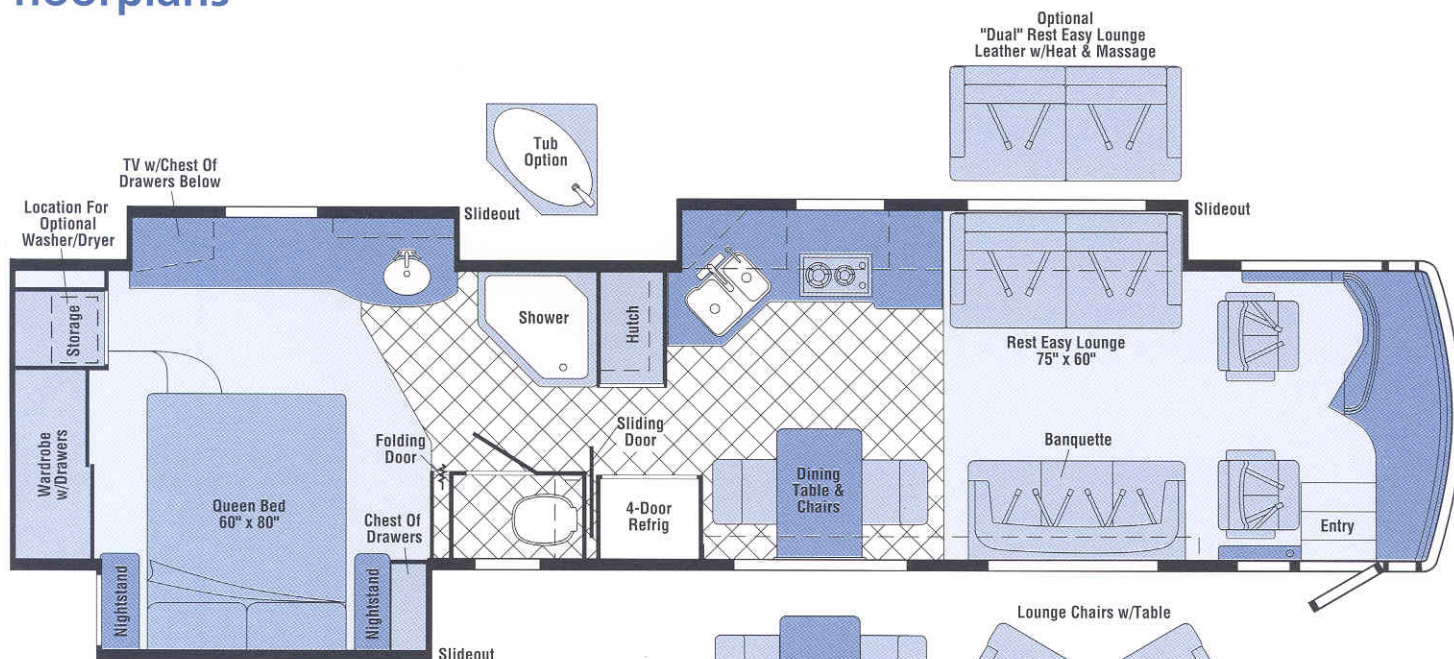 floorplans
Optional
"Dual" Rest Easy Lounge
Leather w/Heat & Massage
Tub
Option
TV w/Chest Of
Drawers Below
Location For
Optional
Washer/Dryer
Slideout
Slideout
Storage
Shower
Hutch
Rest Easy Lounge
75" x 60"
Wardrobe
w/Drawers
Folding
Door
Sliding
Door
Banquette
Queen Bed
60" x 80"
Chest Of
Drawers
4-Door
Refrig
Dining
Table &
Chairs
Entry
Nightstand
Nightstand
Lounge Chairs w/Table
Slideout